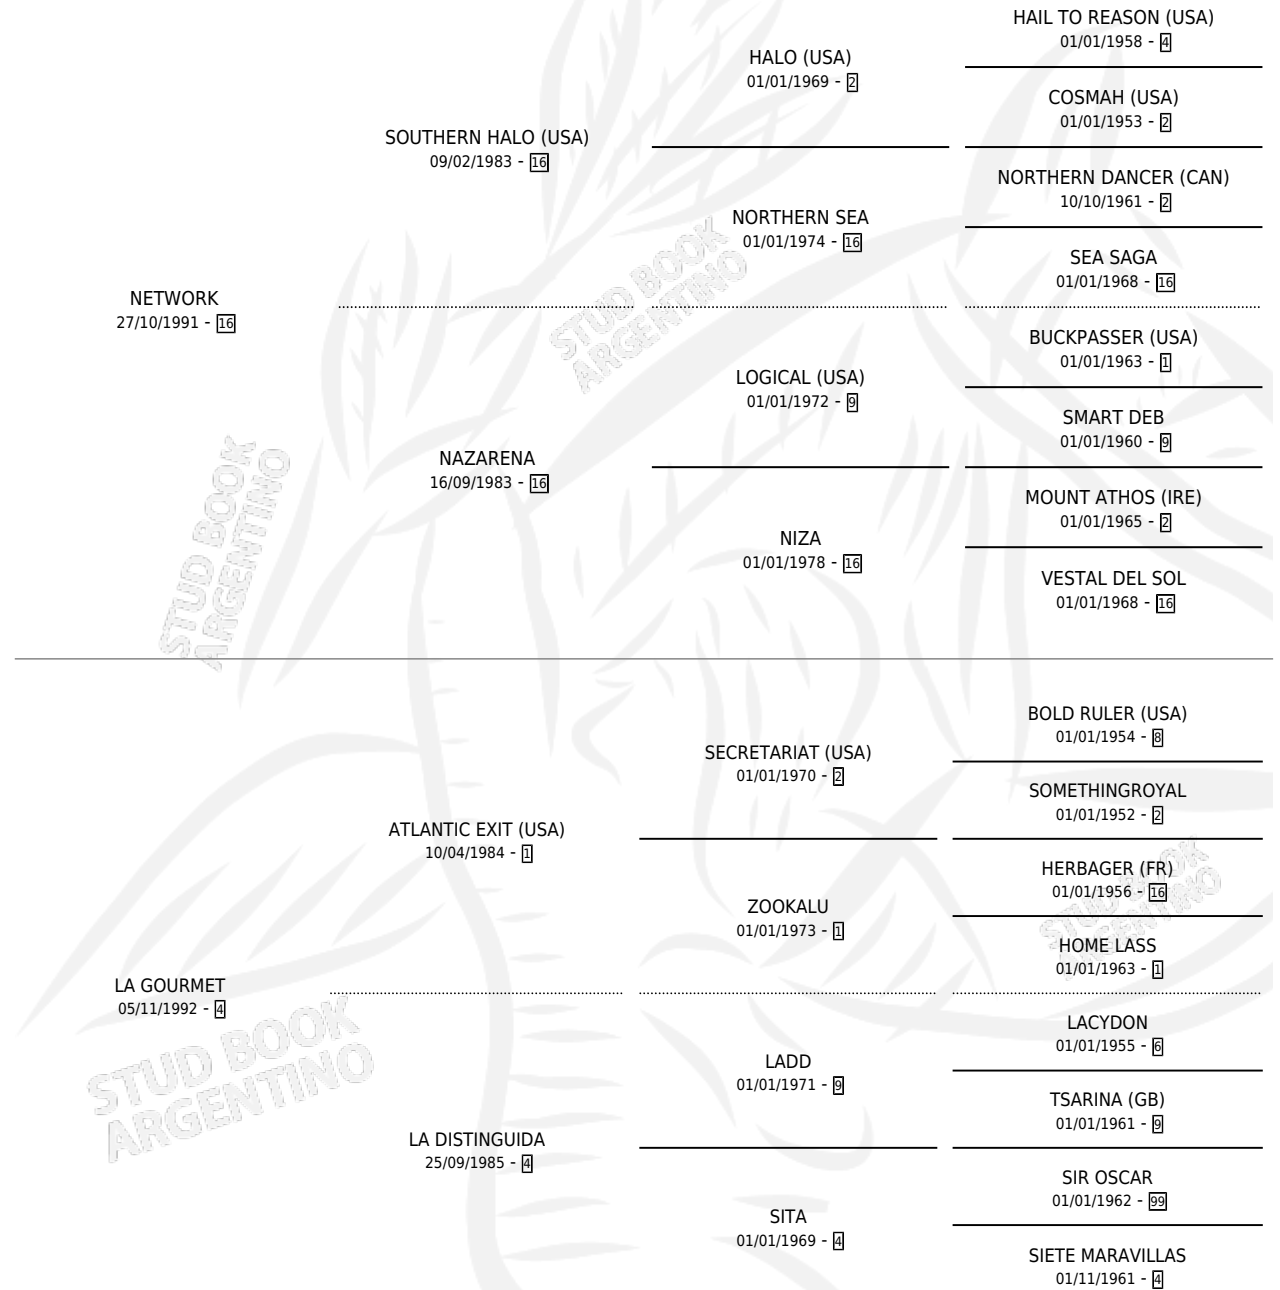 HAIL TO REASON (USA)
01/01/1958 - 4
HALO (USA)
01/01/1969 - 2
COSMAH (USA)
01/01/1953 - 2
SOUTHERN HALO (USA)
09/02/1983 - 16
NORTHERN DANCER (CAN)
10/10/1961 - 2
NORTHERN SEA
01/01/1974 - 16
SEA SAGA
01/01/1968 - 16
STUD BOOK
ARGENTINO
NETWORK
27/10/1991 - 16
BUCKPASSER (USA)
01/01/1963 - 1
LOGICAL (USA)
01/01/1972 - 9
SMART DEB
01/01/1960 - 9
NAZARENA
16/09/1983 - 16
MOUNT ATHOS (IRE)
01/01/1965 - 2
NIZA
01/01/1978 - 16
VESTAL DEL SOL
01/01/1968 - 16
STUD BOOK
ARGENTINO
BOLD RULER (USA)
01/01/1954 - 8
SECRETARIAT (USA)
01/01/1970 - 2
SOMETHINGROYAL
01/01/1952 - 2
ATLANTIC EXIT (USA)
10/04/1984 - 1
HERBAGER (FR)
01/01/1956 - 16
ZOOKALU
01/01/1973 - 1
HOME LASS
01/01/1963 - 1
STUD BOOK
ARGENTINO
LA GOURMET
05/11/1992 - 4
LACYDON
01/01/1955 - 6
LADD
01/01/1971 - 9
TSARINA (GB)
01/01/1961 - 9
STUD BOOK
ARGENTINO
LA DISTINGUIDA
25/09/1985 - 4
SIR OSCAR
01/01/1962 - 99
SITA
01/01/1969 - 4
SIETE MARAVILLAS
01/11/1961 - 4